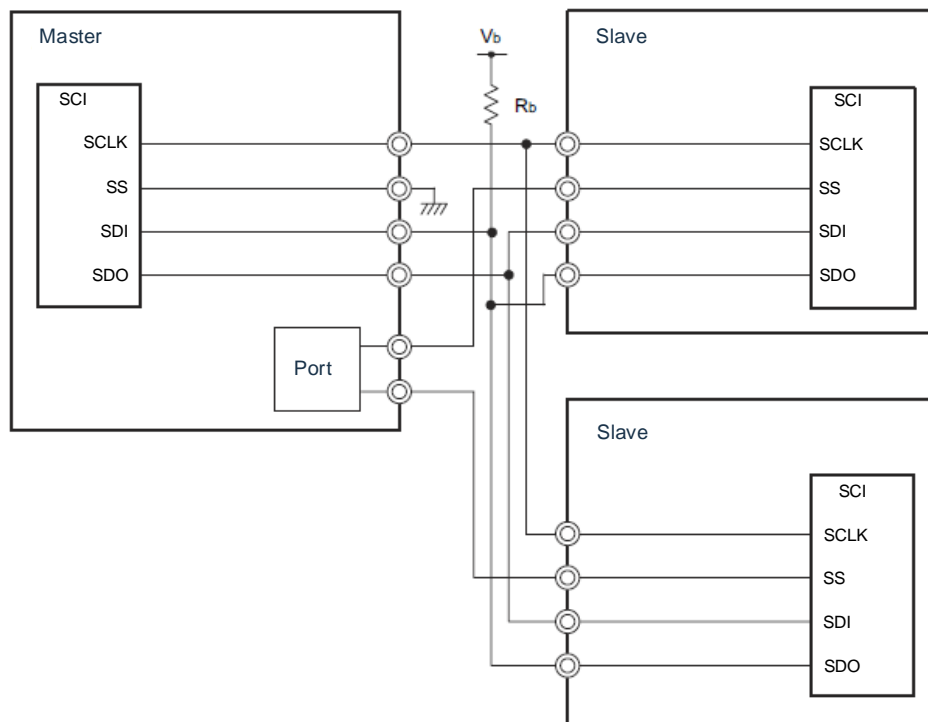 Master
SCI
SCLK
SS
SDI
SDO
Port
Vb
Rb
Slave
SCI
SCLK
SS
SDI
SDO
Slave
SCI
SCLK
SS
SDI
SDO